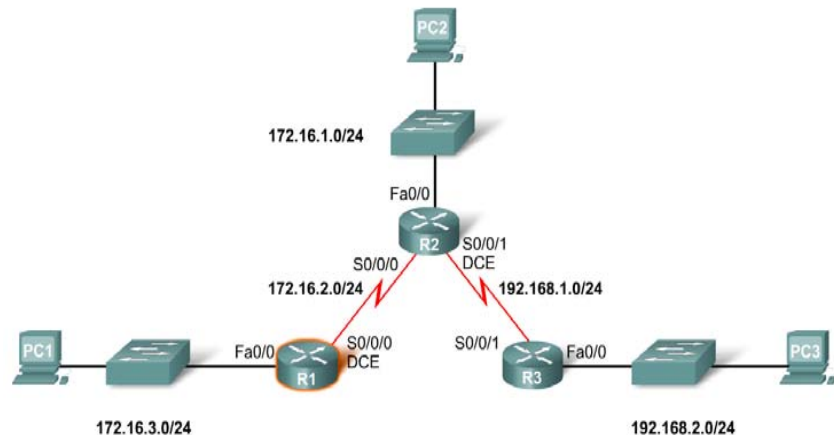 PC2
172.16.1.0/24
Fa0/0
R2
S0/0/0
S0/0/1
DCE
172.16.2.0/24
192.168.1.0/24
PC1
Fa0/0
R1
S0/0/0
DCE
S0/0/1
R3
Fa0/0
PC3
172.16.3.0/24
192.168.2.0/24